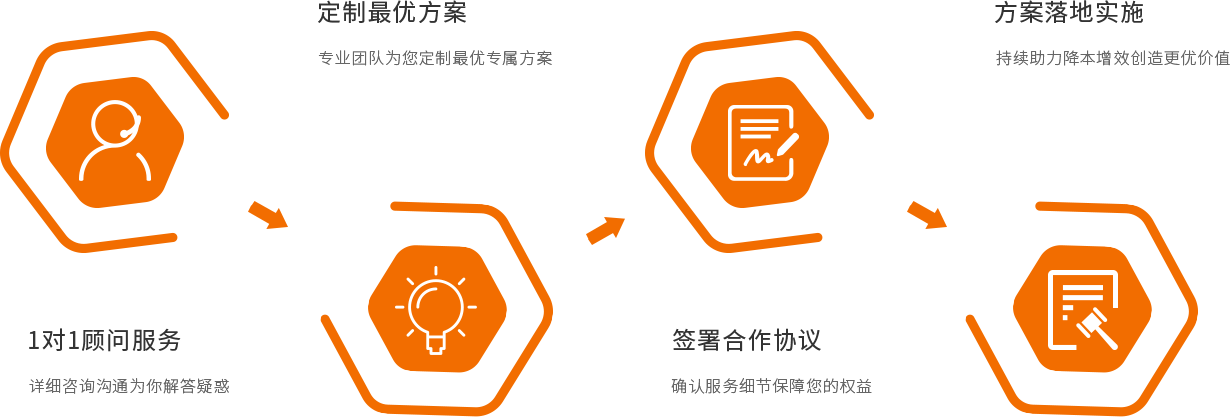 1对1顾问服务
详细咨询沟通为你解答疑惑
定制最优方案
专业团队为您定制最优专属方案
签署合作协议
确认服务细节保障您的权益
方案落地实施
持续助力降本增效创造更优价值